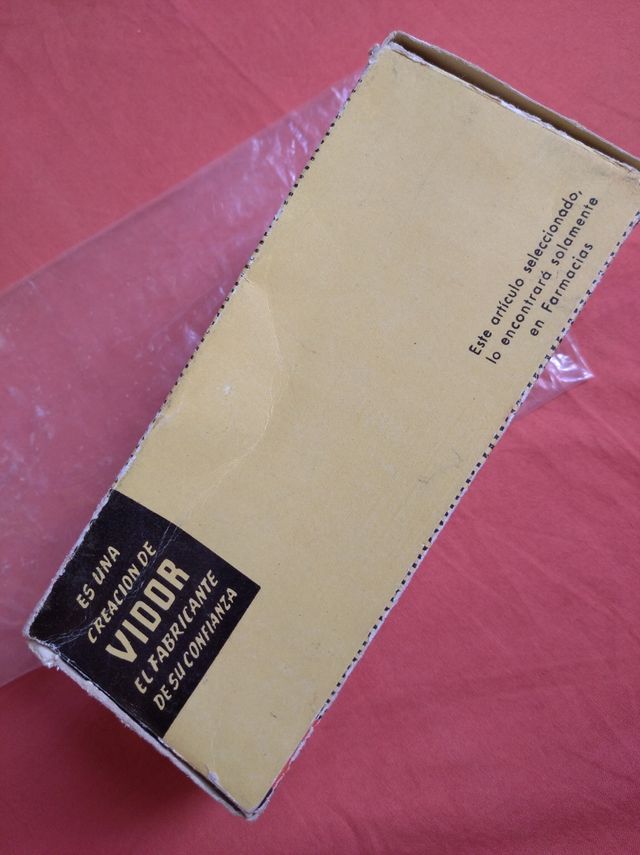 Este artículo seleccionado,
lo encontrará solamente
en Farmacias
ES UNA
CREACION DE
VIDOR
EL FABRICANTE
DE SU CONFIANZA